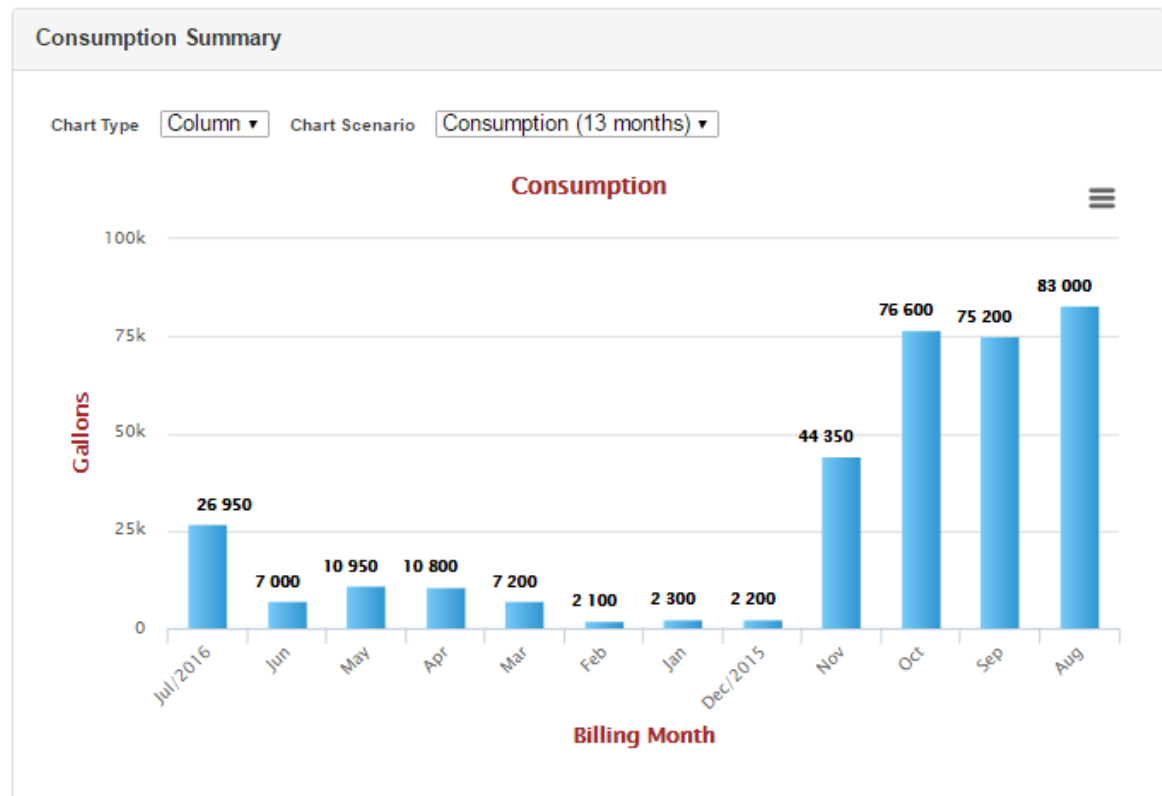 Consumption Summary
Chart Type Column Chart Scenario Consumption (13 months)
Consumption
100k
83 000
76 600
75 200
75k
50k
44 350
Gallons
26 950
25k
10 950
10 800
7 000
7 200
2 100
2 300
2 200
0
Jul/2016 Jun May Apr Mar Feb Jan Dec/2015 Nov Oct Sep Aug
Billing Month